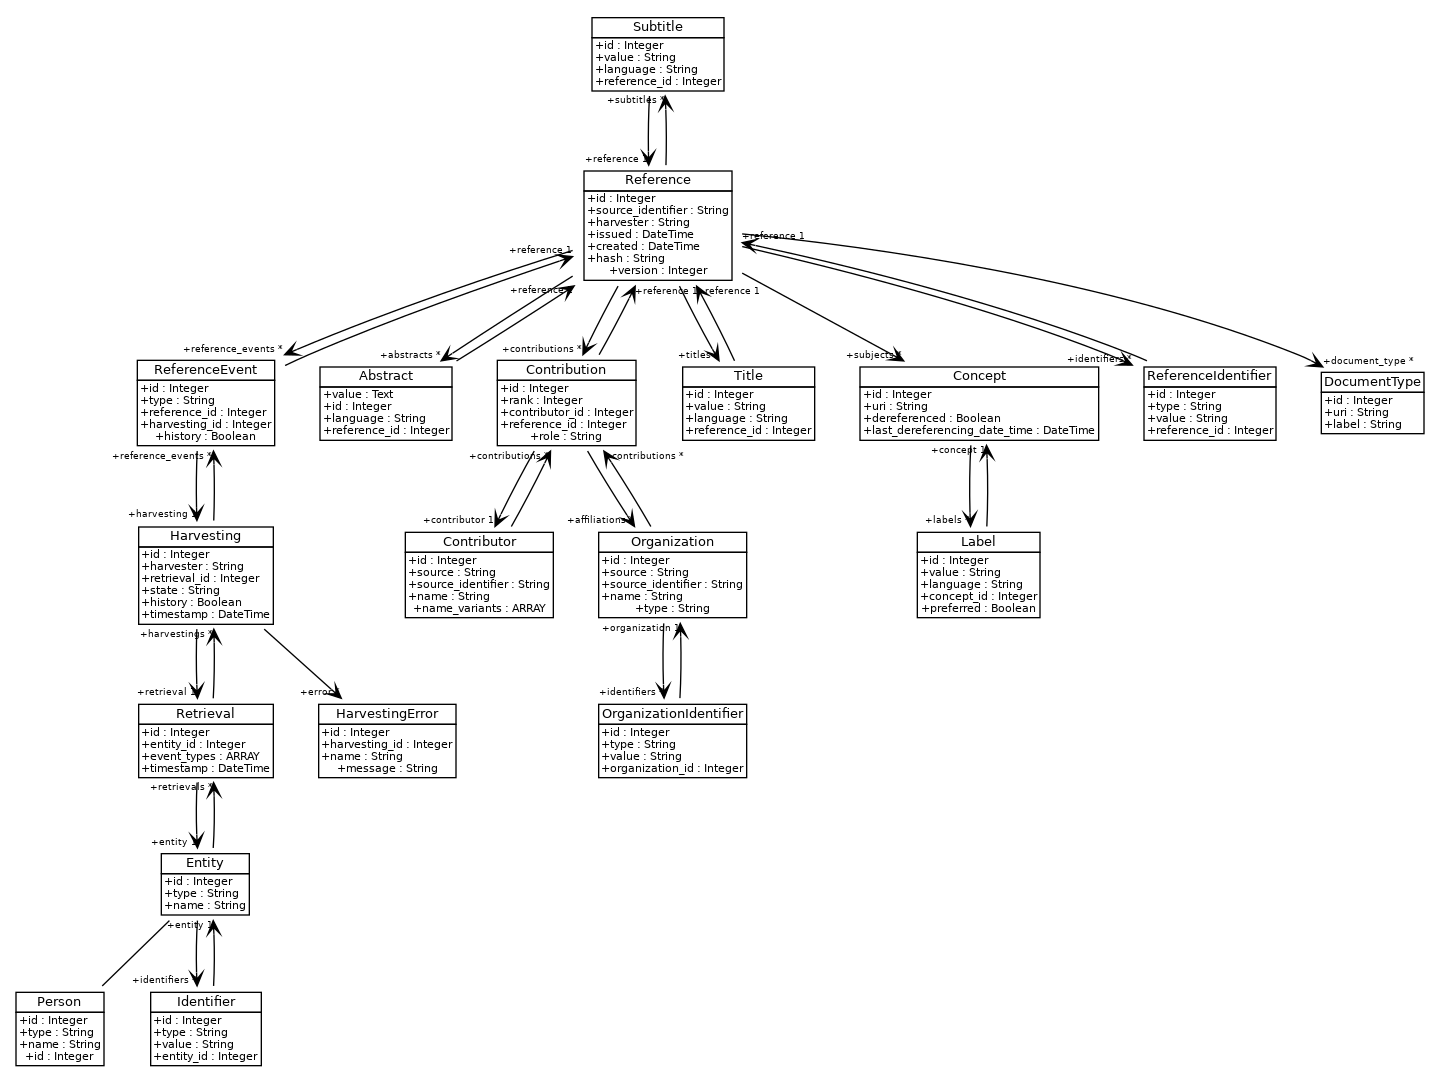 Subtitle
+id : Integer
+value : String
+language : String
+reference_id : Integer
+subtitles *
+reference 1
Reference
+id : Integer
+source_identifier : String
+harvester : String
+issued : DateTime
+created : DateTime
+hash : String
+version : Integer
+reference 1
+reference 1
+reference 1
+reference 1
+reference 1
+reference_events *
+abstracts *
+contributions *
+titles *
+subjects *
+identifiers *
+document_type *
ReferenceEvent
+id : Integer
+type : String
+reference_id : Integer
+harvesting_id : Integer
+history : Boolean
Abstract
+value : Text
+id : Integer
+language : String
+reference_id : Integer
Contribution
+id : Integer
+rank : Integer
+contributor_id : Integer
+reference_id : Integer
+role : String
Title
+id : Integer
+value : String
+language : String
+reference_id : Integer
Concept
+id : Integer
+uri : String
+dereferenced : Boolean
+last_dereferencing_date_time : DateTime
ReferenceIdentifier
+id : Integer
+type : String
+value : String
+reference_id : Integer
DocumentType
+id : Integer
+uri : String
+label : String
+reference_events *
+contributions *
+contributions *
+concept 1
+harvesting 1
+contributor 1
+affiliations *
+labels *
Harvesting
+id : Integer
+harvester : String
+retrieval_id : Integer
+state : String
+history : Boolean
+timestamp : DateTime
Contributor
+id : Integer
+source : String
+source_identifier : String
+name : String
+name_variants : ARRAY
Organization
+id : Integer
+source : String
+source_identifier : String
+name : String
+type : String
Label
+id : Integer
+value : String
+language : String
+concept_id : Integer
+preferred : Boolean
+harvestings *
+organization 1
+retrieval 1
+error *
+identifiers *
Retrieval
+id : Integer
+entity_id : Integer
+event_types : ARRAY
+timestamp : DateTime
HarvestingError
+id : Integer
+harvesting_id : Integer
+name : String
+message : String
OrganizationIdentifier
+id : Integer
+type : String
+value : String
+organization_id : Integer
+retrievals *
+entity 1
Entity
+id : Integer
+type : String
+name : String
+entity 1
+identifiers *
Person
+id : Integer
+type : String
+name : String
+id : Integer
Identifier
+id : Integer
+type : String
+value : String
+entity_id : Integer